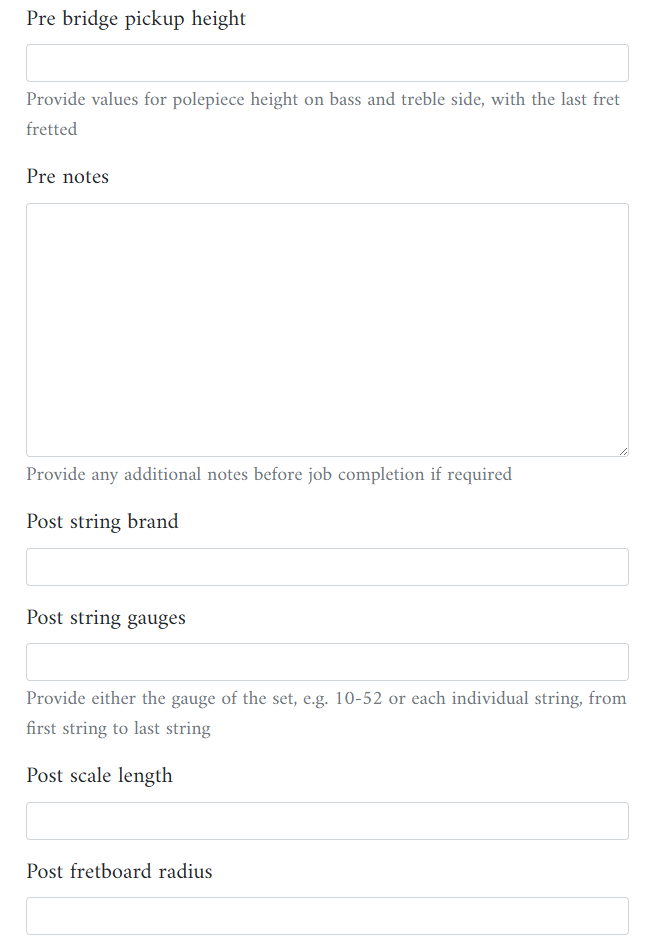 Pre bridge pickup height
Provide values for polepiece height on bass and treble side, with the last fret
fretted
Pre notes
Provide any additional notes before job completion if required
Post string brand
Post string gauges
Provide either the gauge of the set, e.g. 10-52 or each individual string, from
first string to last string
Post scale length
Post fretboard radius